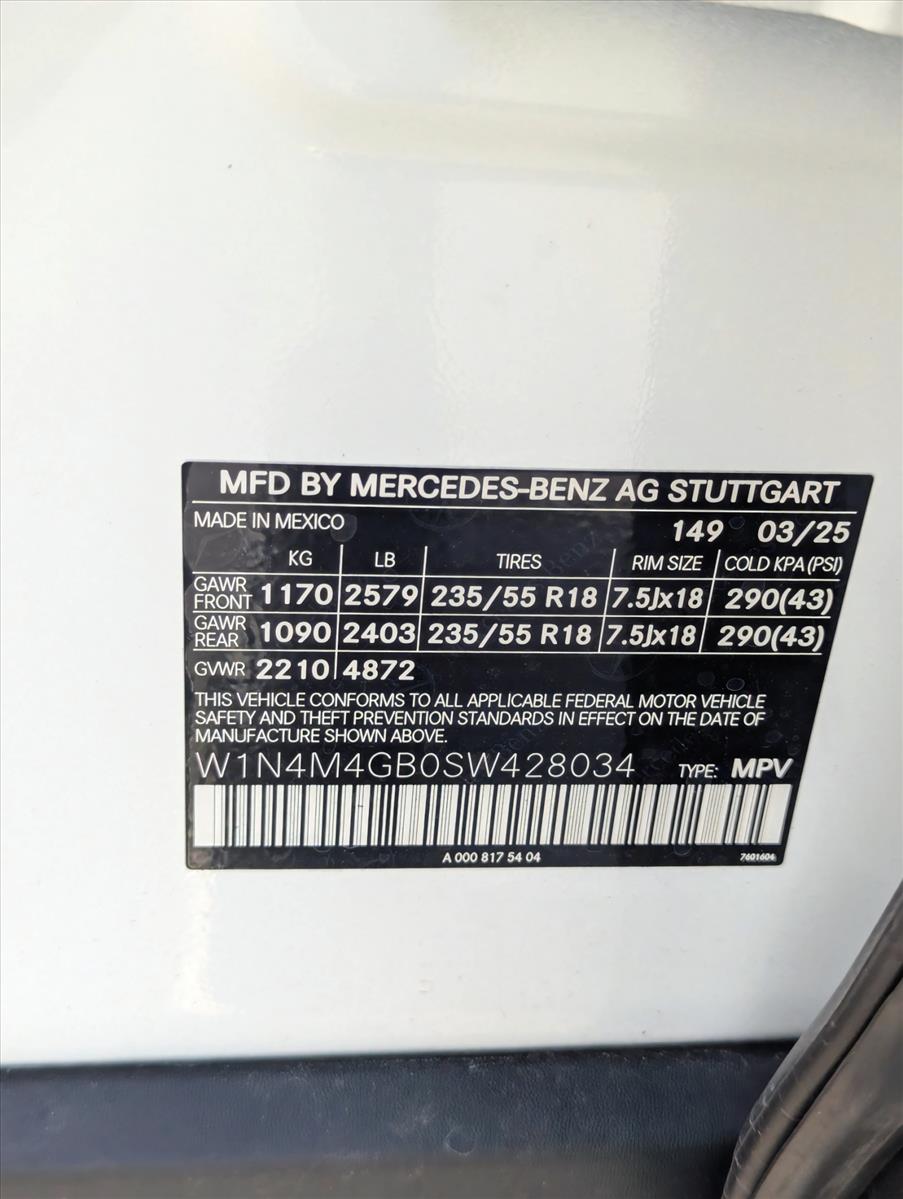 MFD BY MERCEDES-BENZ AG STUTTGART
MADE IN MEXICO 149 03/25
KG LB TIRES RIM SIZE COLD KPA (PSI)
GAWR FRONT 1170 2579 235/55 R18 7.5Jx18 290(43)
GAWR REAR 1090 2403 235/55 R18 7.5Jx18 290(43)
GVWR 2210 4872
THIS VEHICLE CONFORMS TO ALL APPLICABLE FEDERAL MOTOR VEHICLE
SAFETY AND THEFT PREVENTION STANDARDS IN EFFECT ON THE DATE OF
MANUFACTURE SHOWN ABOVE.
W1N4M4GB0SW428034 TYPE: MPV
A 000 817 54 04 7601604